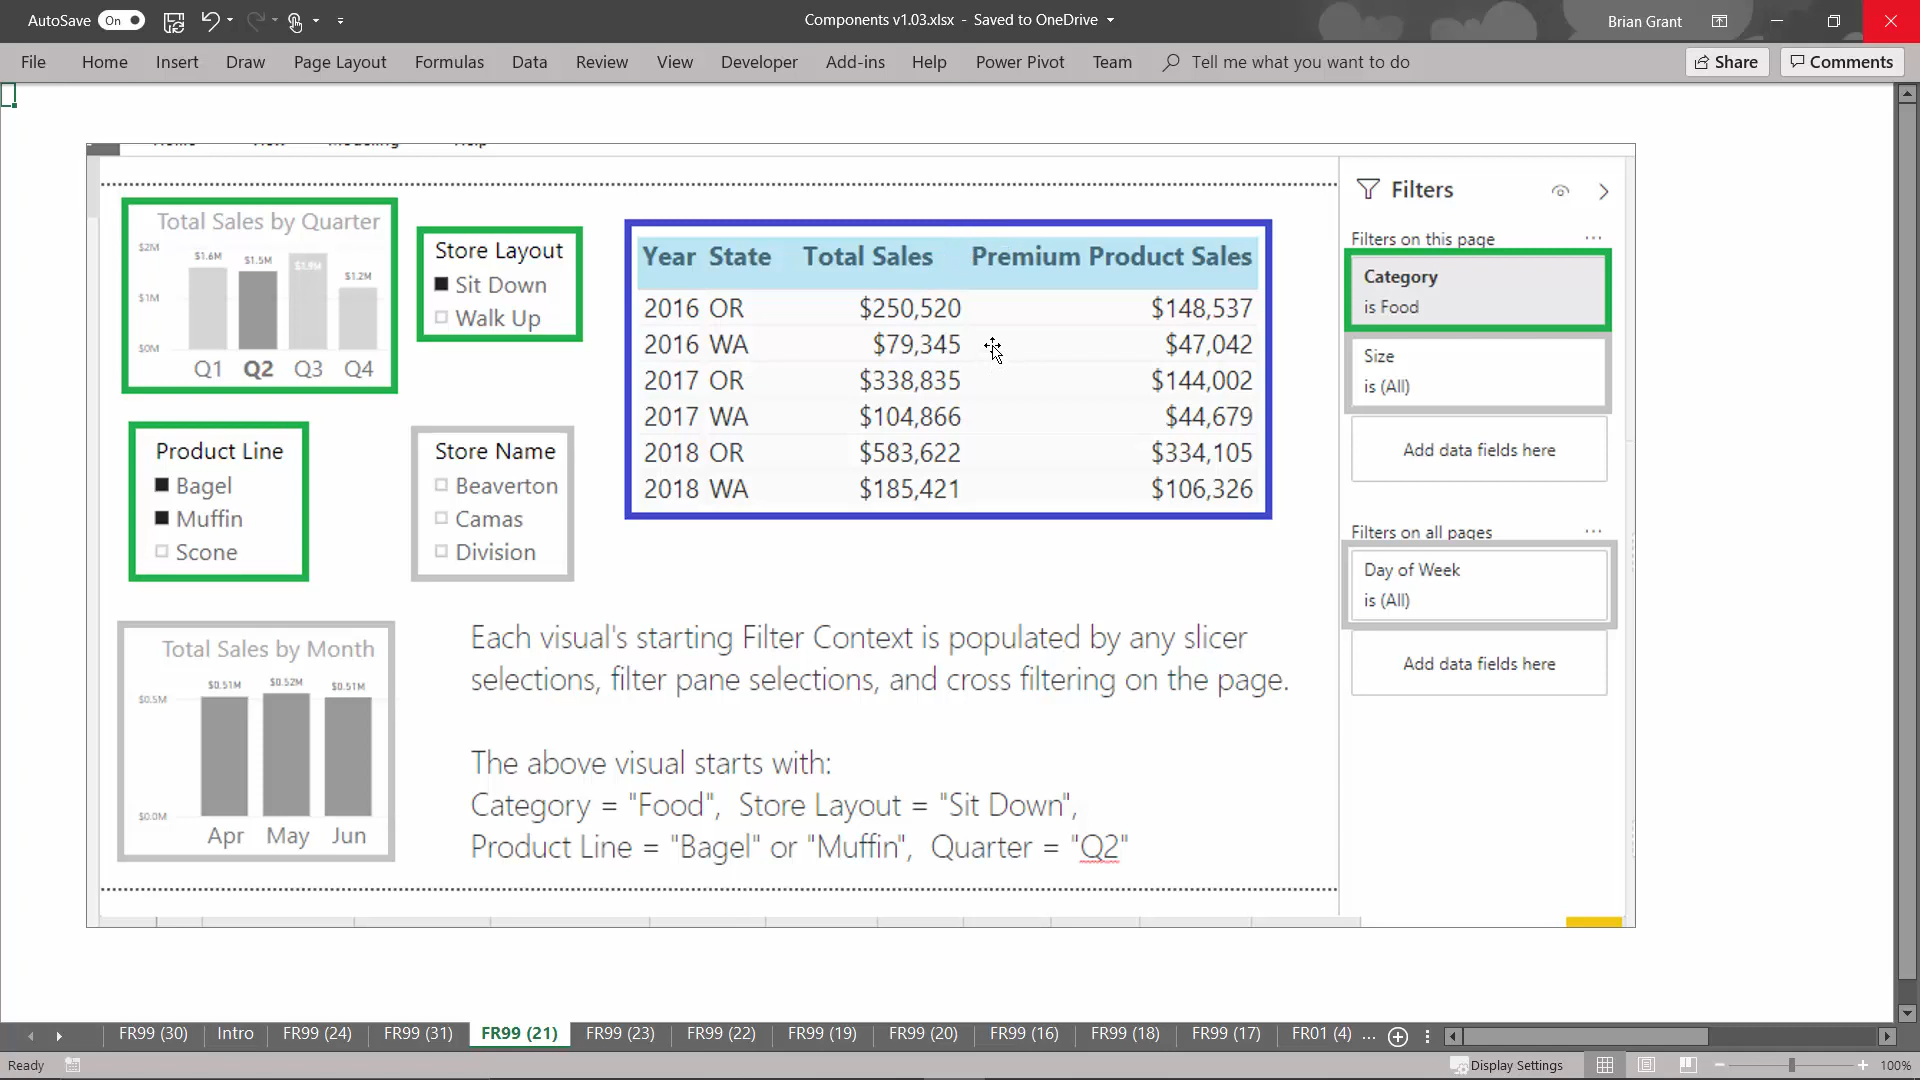 AutoSave On
Components v1.03.xlsx - Saved to OneDrive
Brian Grant
File Home Insert Draw Page Layout Formulas Data Review View Developer Add-ins Help Power Pivot Team Tell me what you want to do Share Comments
Total Sales by Quarter
$2M
$1M
$0M
$1.6M $1.5M $1.9M $1.2M
Q1 Q2 Q3 Q4
Store Layout
Sit Down
Walk Up
Product Line
Bagel
Muffin
Scone
Store Name
Beaverton
Camas
Division
Year State Total Sales Premium Product Sales
2016 OR $250,520 $148,537
2016 WA $79,345 $47,042
2017 OR $338,835 $144,002
2017 WA $104,866 $44,679
2018 OR $583,622 $334,105
2018 WA $185,421 $106,326
Total Sales by Month
$0.5M
$0.0M
$0.51M $0.52M $0.51M
Apr May Jun
Each visual's starting Filter Context is populated by any slicer
selections, filter pane selections, and cross filtering on the page.
The above visual starts with:
Category = "Food", Store Layout = "Sit Down",
Product Line = "Bagel" or "Muffin", Quarter = "Q2"
Filters
Filters on this page ...
Category
is Food
Size
is (All)
Add data fields here
Filters on all pages ...
Day of Week
is (All)
Add data fields here
FR99 (30) Intro FR99 (24) FR99 (31) FR99 (21) FR99 (23) FR99 (22) FR99 (19) FR99 (20) FR99 (16) FR99 (18) FR99 (17) FR01 (4) ...
Ready
Display Settings
100%